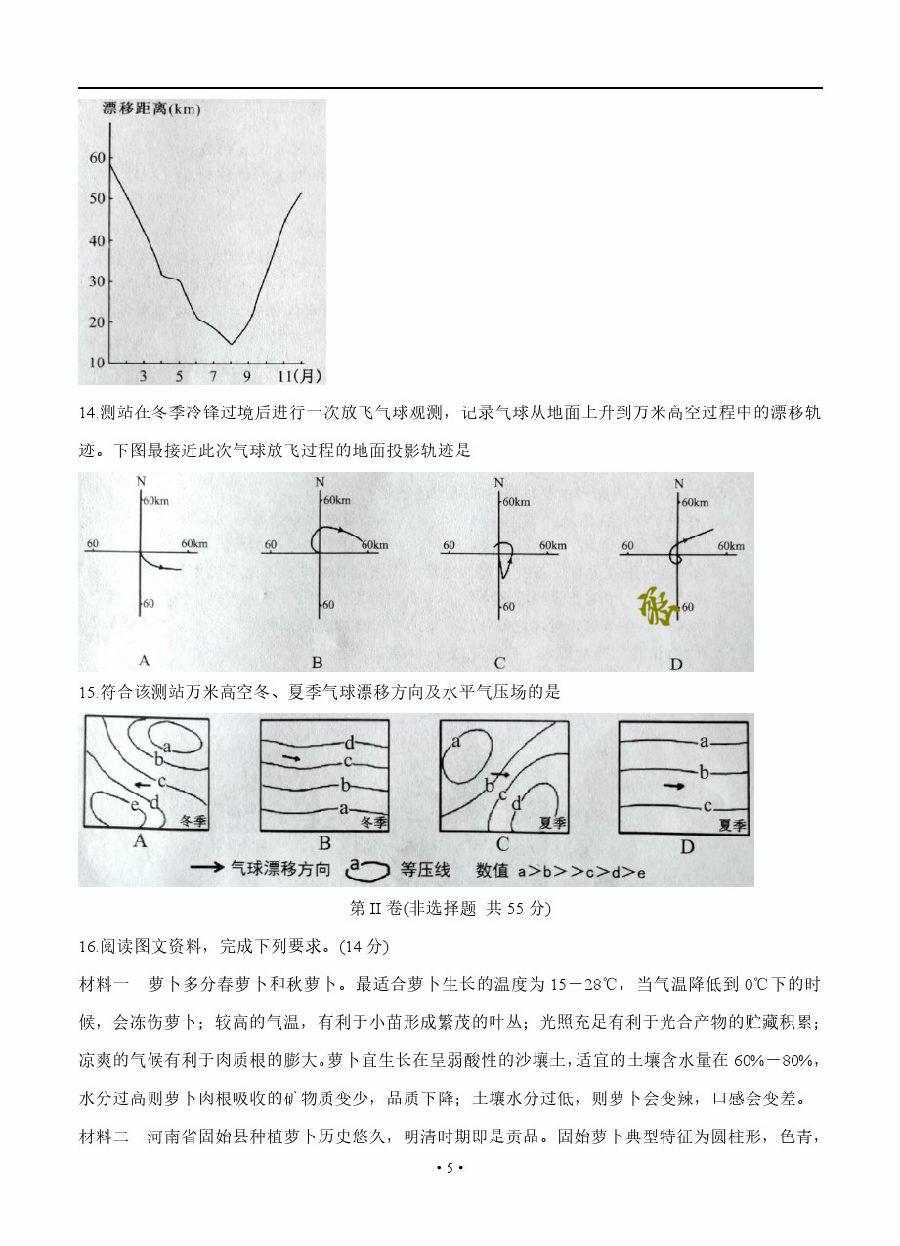 漂移距离(km)
60
50
40
30
20
10
3 5 7 9 11(月)
14.测站在冬季冷锋过境后进行一次放飞气球观测，记录气球从地面上升到万米高空过程中的漂移轨
迹。下图最接近此次气球放飞过程的地面投影轨迹是
N N N N
60km 60km 60km 60km
60 60km 60 60km 60 60km 60 60km
60 60 60 60
A B C D
15.符合该测站万米高空冬、夏季气球漂移方向及水平气压场的是
a b c d e 冬季
d c b a 冬季
a b c d 夏季
a b c 夏季
A B C D
气球漂移方向 a 等压线 数值 a>b>>c>d>e
第 II 卷(非选择题 共 55 分)
16.阅读图文资料，完成下列要求。(14 分)
材料一 萝卜多分春萝卜和秋萝卜。最适合萝卜生长的温度为 15－28℃，当气温降低到 0℃下的时
候，会冻伤萝卜；较高的气温，有利于小苗形成繁茂的叶丛；光照充足有利于光合产物的贮藏积累；
凉爽的气候有利于肉质根的膨大。萝卜宜生长在呈弱酸性的沙壤土，适宜的土壤含水量在 60%－80%，
水分过高则萝卜肉根吸收的矿物质变少，品质下降；土壤水分过低，则萝卜会变辣，口感会变差。
材料二 河南省固始县种植萝卜历史悠久，明清时期即是贡品。固始萝卜典型特征为圆柱形，色青，
·5·